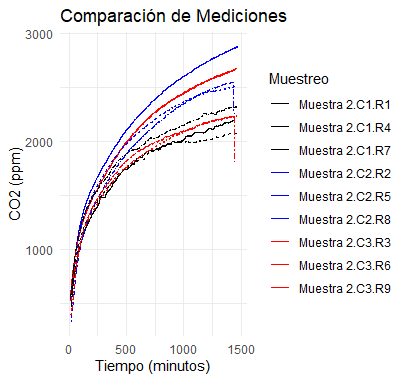 Comparación de Mediciones
3000
2000
1000
CO2 (ppm)
0
500
1000
1500
Tiempo (minutos)
Muestreo
Muestra 2.C1.R1
Muestra 2.C1.R4
Muestra 2.C1.R7
Muestra 2.C2.R2
Muestra 2.C2.R5
Muestra 2.C2.R8
Muestra 2.C3.R3
Muestra 2.C3.R6
Muestra 2.C3.R9